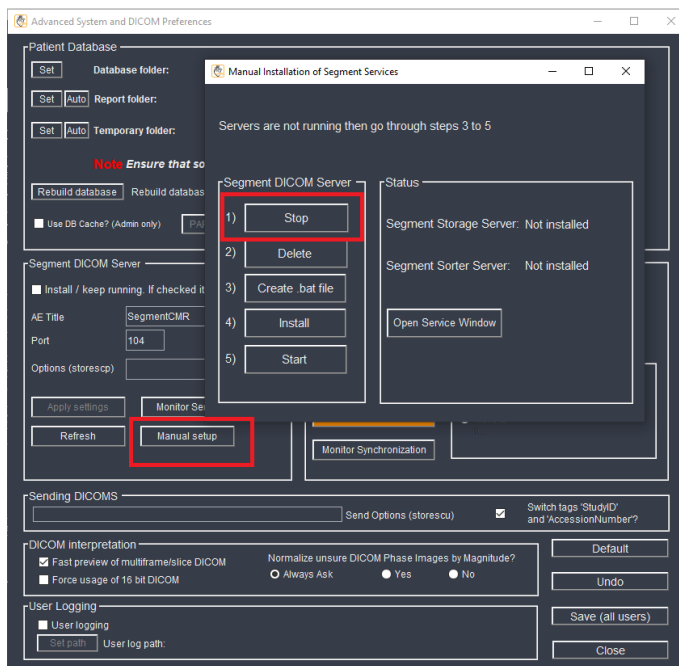 Advanced System and DICOM Preferences
Patient Database
Set Database folder:
Set Auto Report folder:
Set Auto Temporary folder:
Note Ensure that so
Rebuild database Rebuild databas
Use DB Cache? (Admin only) PA
Manual Installation of Segment Services
Servers are not running then go through steps 3 to 5
Segment DICOM Server
1) Stop
2) Delete
3) Create .bat file
4) Install
5) Start
Status
Segment Storage Server: Not installed
Segment Sorter Server: Not installed
Open Service Window
Segment DICOM Server
Install / keep running. If checked it
AE Title SegmentCMR
Port 104
Options (storescp)
Apply settings Monitor Se
Refresh Manual setup
Monitor Synchronization
Sending DICOMS
Send Options (storescu)
Switch tags 'StudyID'
and 'AccessionNumber'?
DICOM interpretation
Fast preview of multiframe/slice DICOM
Force usage of 16 bit DICOM
Normalize unsure DICOM Phase Images by Magnitude?
Always Ask Yes No
User Logging
User logging
Set path User log path:
Default
Undo
Save (all users)
Close